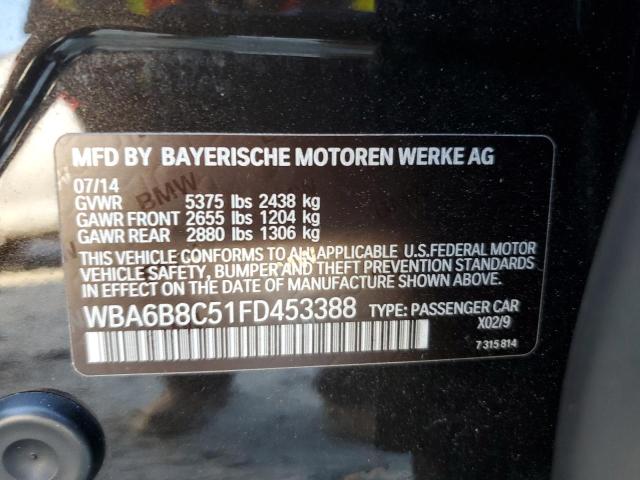 MFD BY BAYERISCHE MOTOREN WERKE AG
07/14
BMW
GVWR 5375 lbs 2438 kg
GAWR FRONT 2655 lbs 1204 kg
GAWR REAR 2880 lbs 1306 kg
THIS VEHICLE CONFORMS TO ALL APPLICABLE U.S.FEDERAL MOTOR
VEHICLE SAFETY, BUMPER AND THEFT PREVENTION STANDARDS
IN EFFECT ON THE DATE OF MANUFACTURE SHOWN ABOVE.
WBA6B8C51FD453388 TYPE: PASSENGER CAR
X02/9
7 315 814